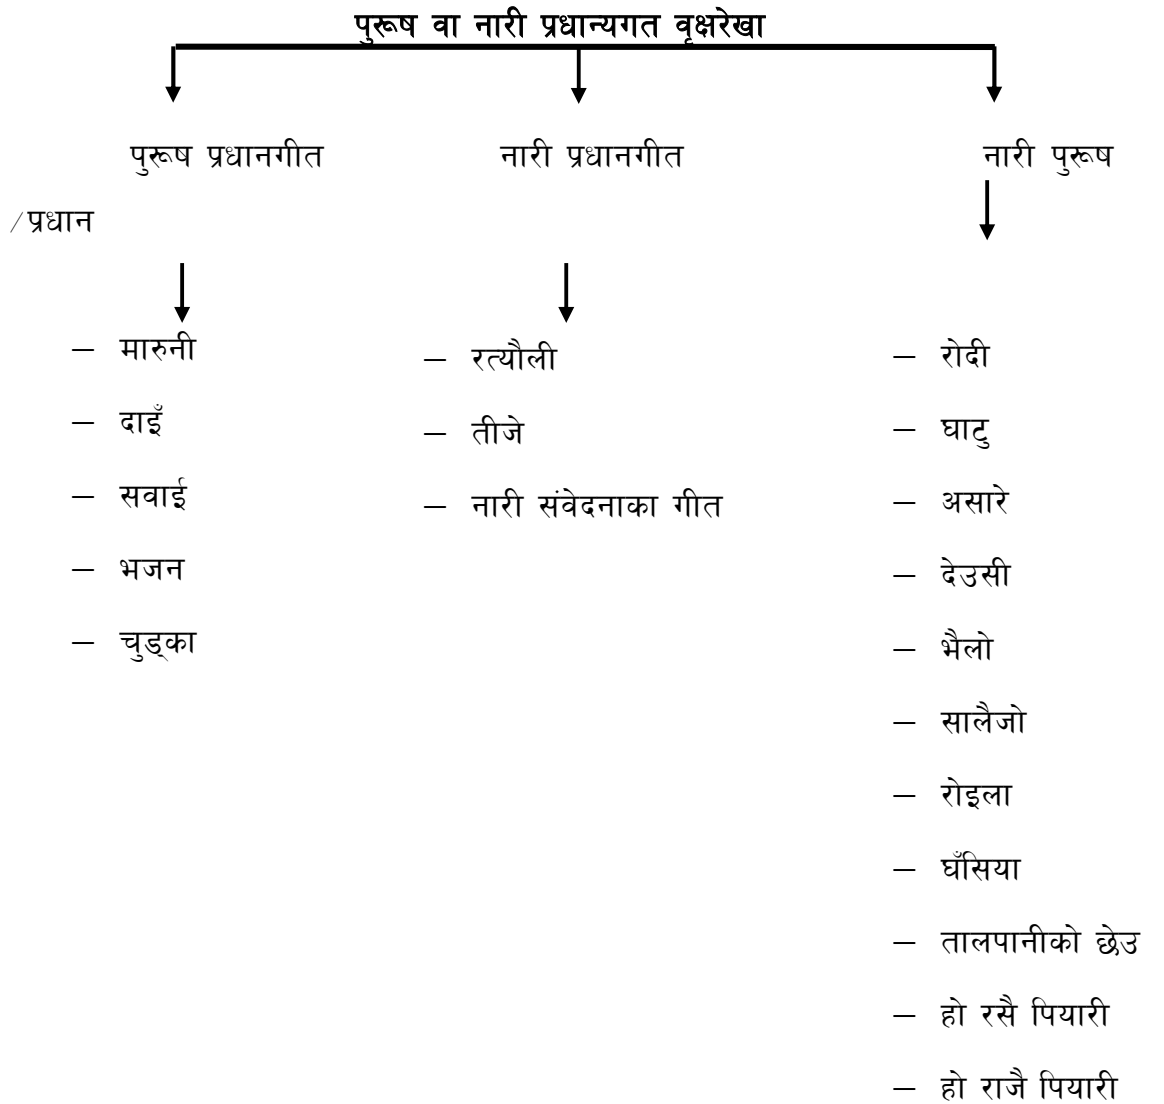 पुरूष वा नारी प्रधान्यगत वृक्षरेखा
पुरूष प्रधानगीत नारी प्रधानगीत नारी पुरूष
/प्रधान
– मारुनी
– दाइँ
– सवाई
– भजन
– चुड्का
– रत्यौली
– तीजे
– नारी संवेदनाका गीत
– रोदी
– घाटु
– असारे
– देउसी
– भैलो
– सालैजो
– रोइला
– घँसिया
– तालपानीको छेउ
– हो रसै पियारी
– हो राजै पियारी